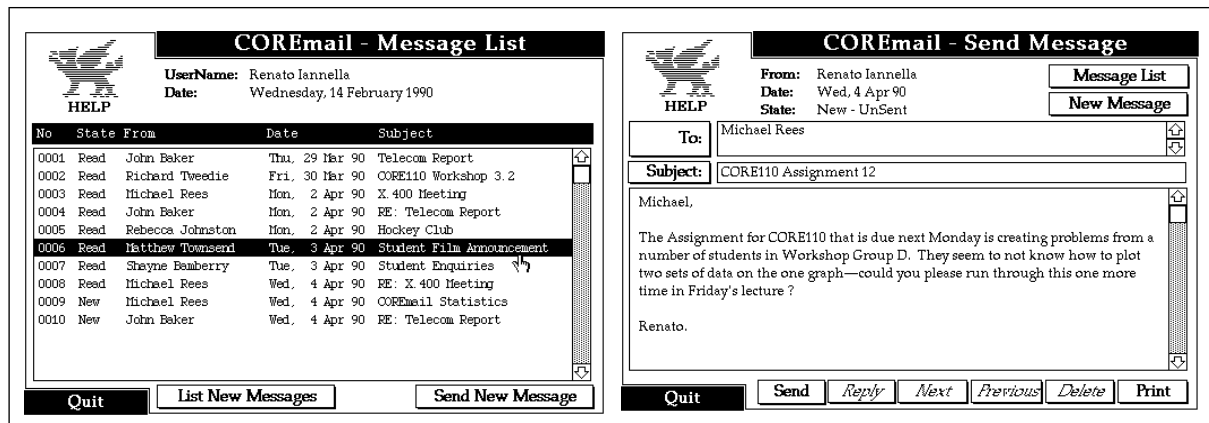 COREmail - Message List
UserName: Renato Iannella
Date: Wednesday, 14 February 1990
HELP
No State From Date Subject
0001 Read John Baker Thu, 29 Mar 90 Telecom Report
0002 Read Richard Tweedie Fri, 30 Mar 90 CORE110 Workshop 3.2
0003 Read Michael Rees Mon, 2 Apr 90 X.400 Meeting
0004 Read John Baker Mon, 2 Apr 90 RE: Telecom Report
0005 Read Rebecca Johnston Mon, 2 Apr 90 Hockey Club
0006 Read Matthew Townsend Tue, 3 Apr 90 Student Film Announcement
0007 Read Shayne Bamberry Tue, 3 Apr 90 Student Enquiries
0008 Read Michael Rees Wed, 4 Apr 90 RE: X.400 Meeting
0009 New Michael Rees Wed, 4 Apr 90 COREmail Statistics
0010 New John Baker Wed, 4 Apr 90 RE: Telecom Report
Quit List New Messages Send New Message
COREmail - Send Message
From: Renato Iannella
Date: Wed, 4 Apr 90
State: New - UnSent
HELP
Message List
New Message
To: Michael Rees
Subject: CORE110 Assignment 12
Michael,
The Assignment for CORE110 that is due next Monday is creating problems from a
number of students in Workshop Group D. They seem to not know how to plot
two sets of data on the one graph—could you please run through this one more
time in Friday's lecture ?
Renato.
Quit Send Reply Next Previous Delete Print